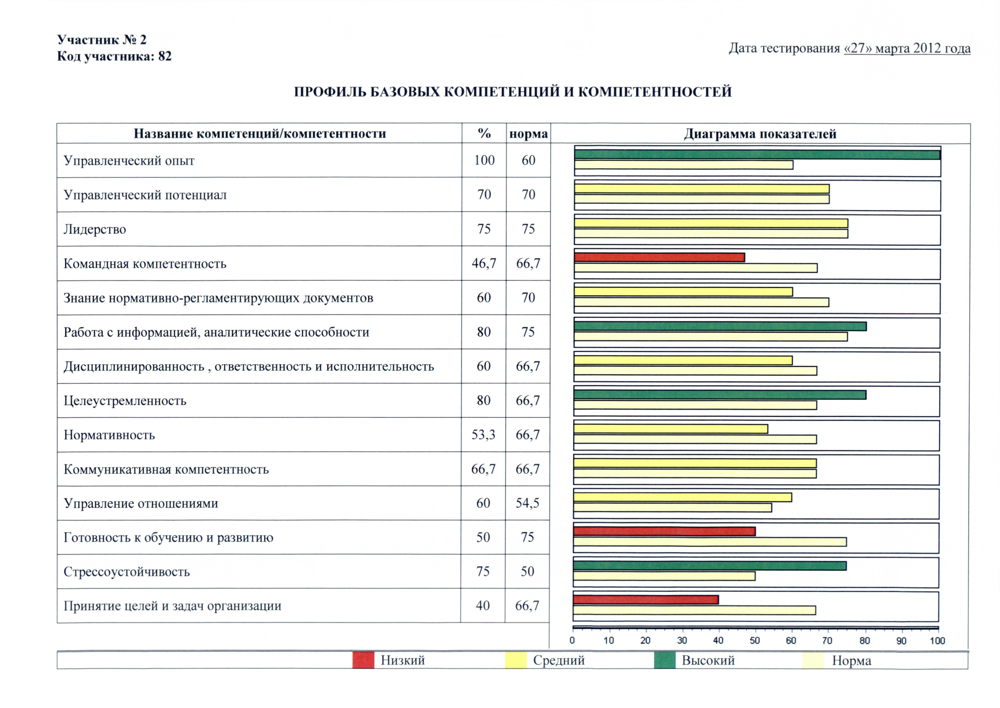 Участник № 2
Код участника: 82
Дата тестирования «27» марта 2012 года
ПРОФИЛЬ БАЗОВЫХ КОМПЕТЕНЦИЙ И КОМПЕТЕНТНОСТЕЙ
Название компетенций/компетентности % норма Диаграмма показателей
Управленческий опыт 100 60
Управленческий потенциал 70 70
Лидерство 75 75
Командная компетентность 46,7 66,7
Знание нормативно-регламентирующих документов 60 70
Работа с информацией, аналитические способности 80 75
Дисциплинированность , ответственность и исполнительность 60 66,7
Целеустремленность 80 66,7
Нормативность 53,3 66,7
Коммуникативная компетентность 66,7 66,7
Управление отношениями 60 54,5
Готовность к обучению и развитию 50 75
Стрессоустойчивость 75 50
Принятие целей и задач организации 40 66,7
0 10 20 30 40 50 60 70 80 90 100
Низкий Средний Высокий Норма